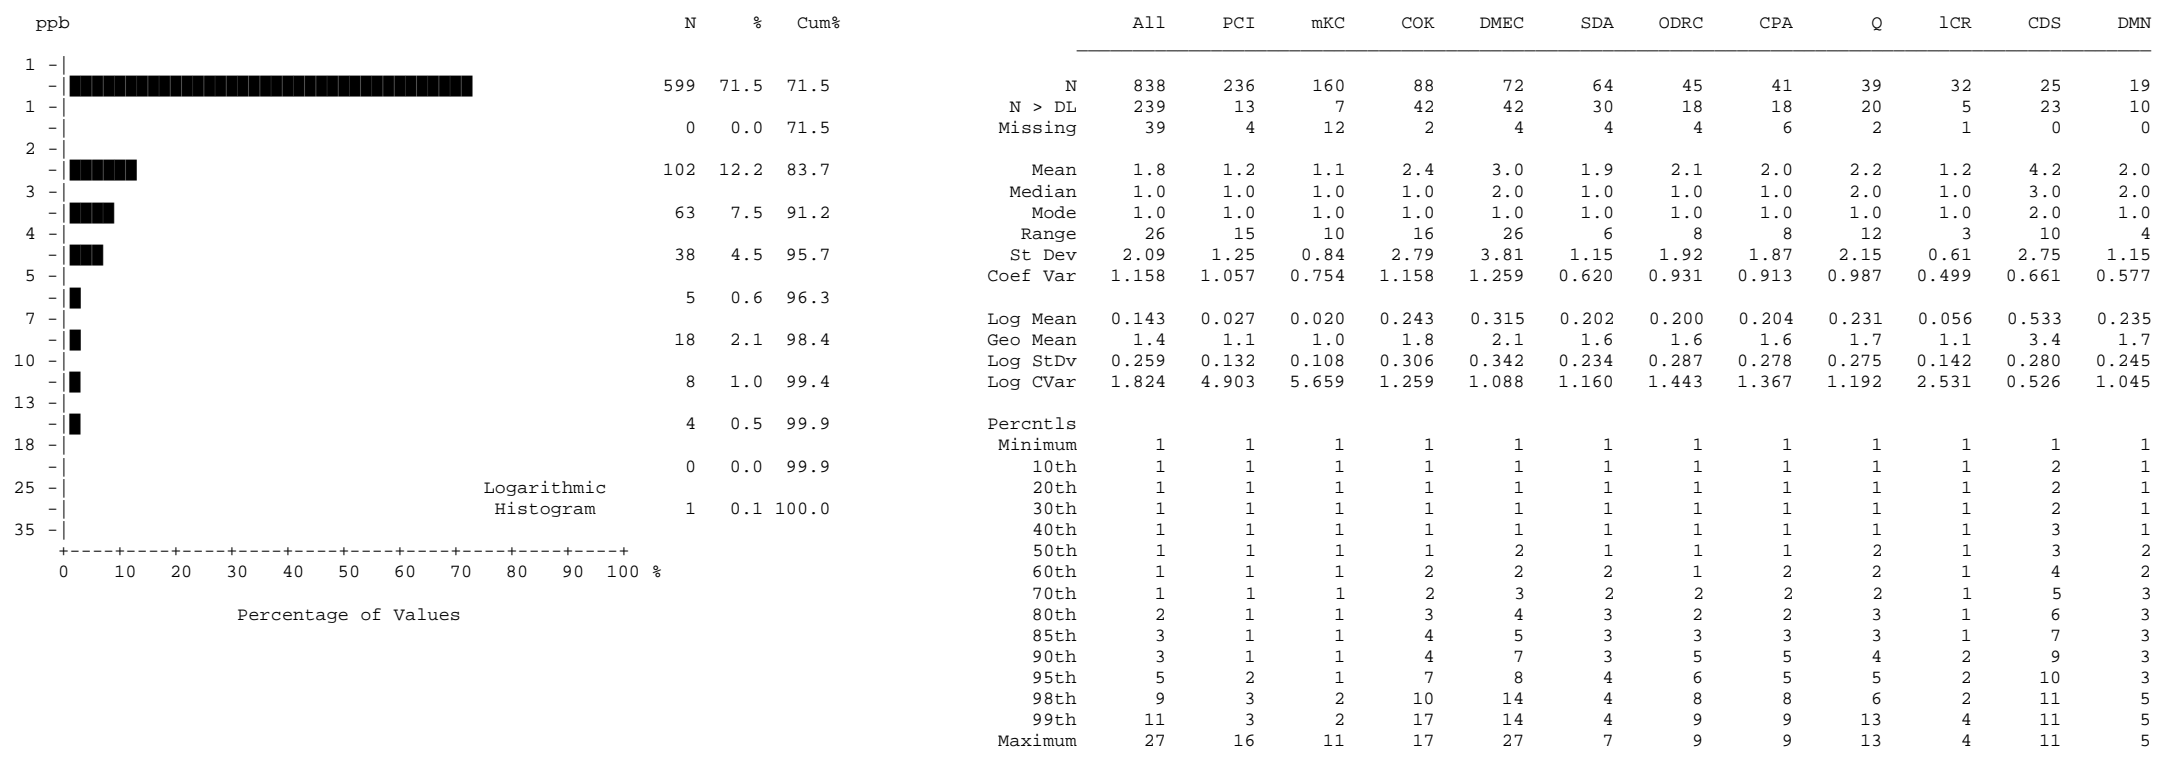 ppb N % Cum% All PCI mKC COK DMEC SDA ODRC CPA Q lCR CDS DMN
1 -|
-| 599 71.5 71.5 N 838 236 160 88 72 64 45 41 39 32 25 19
1 -| N > DL 239 13 7 42 42 30 18 18 20 5 23 10
-| 0 0.0 71.5 Missing 39 4 12 2 4 4 4 6 2 1 0 0
2 -|
-| 102 12.2 83.7 Mean 1.8 1.2 1.1 2.4 3.0 1.9 2.1 2.0 2.2 1.2 4.2 2.0
3 -| Median 1.0 1.0 1.0 1.0 2.0 1.0 1.0 1.0 2.0 1.0 3.0 2.0
-| 63 7.5 91.2 Mode 1.0 1.0 1.0 1.0 1.0 1.0 1.0 1.0 1.0 1.0 2.0 1.0
4 -| Range 26 15 10 16 26 6 8 8 12 3 10 4
-| 38 4.5 95.7 St Dev 2.09 1.25 0.84 2.79 3.81 1.15 1.92 1.87 2.15 0.61 2.75 1.15
5 -| Coef Var 1.158 1.057 0.754 1.158 1.259 0.620 0.931 0.913 0.987 0.499 0.661 0.577
-| 5 0.6 96.3
7 -| Log Mean 0.143 0.027 0.020 0.243 0.315 0.202 0.200 0.204 0.231 0.056 0.533 0.235
-| 18 2.1 98.4 Geo Mean 1.4 1.1 1.0 1.8 2.1 1.6 1.6 1.6 1.7 1.1 3.4 1.7
10 -| Log StDv 0.259 0.132 0.108 0.306 0.342 0.234 0.287 0.278 0.275 0.142 0.280 0.245
-| 8 1.0 99.4 Log CVar 1.824 4.903 5.659 1.259 1.088 1.160 1.443 1.367 1.192 2.531 0.526 1.045
13 -|
-| 4 0.5 99.9 Percntls
18 -| Minimum 1 1 1 1 1 1 1 1 1 1 1 1
-| 0 0.0 99.9 10th 1 1 1 1 1 1 1 1 1 1 2 1
25 -| Logarithmic 20th 1 1 1 1 1 1 1 1 1 1 2 1
-| Histogram 1 0.1 100.0 30th 1 1 1 1 1 1 1 1 1 1 2 1
35 -| 40th 1 1 1 1 1 1 1 1 1 1 3 1
+----+----+----+----+----+----+----+----+----+----+ 50th 1 1 1 1 2 1 1 1 2 1 3 2
0 10 20 30 40 50 60 70 80 90 100 % 60th 1 1 1 2 2 2 1 2 2 1 4 2
70th 1 1 1 2 3 2 2 2 2 1 5 3
Percentage of Values 80th 2 1 1 3 4 3 2 2 3 1 6 3
85th 3 1 1 4 5 3 3 3 3 1 7 3
90th 3 1 1 4 7 3 5 5 4 2 9 3
95th 5 2 1 7 8 4 6 5 5 2 10 3
98th 9 3 2 10 14 4 8 8 6 2 11 5
99th 11 3 2 17 14 4 9 9 13 4 11 5
Maximum 27 16 11 17 27 7 9 9 13 4 11 5